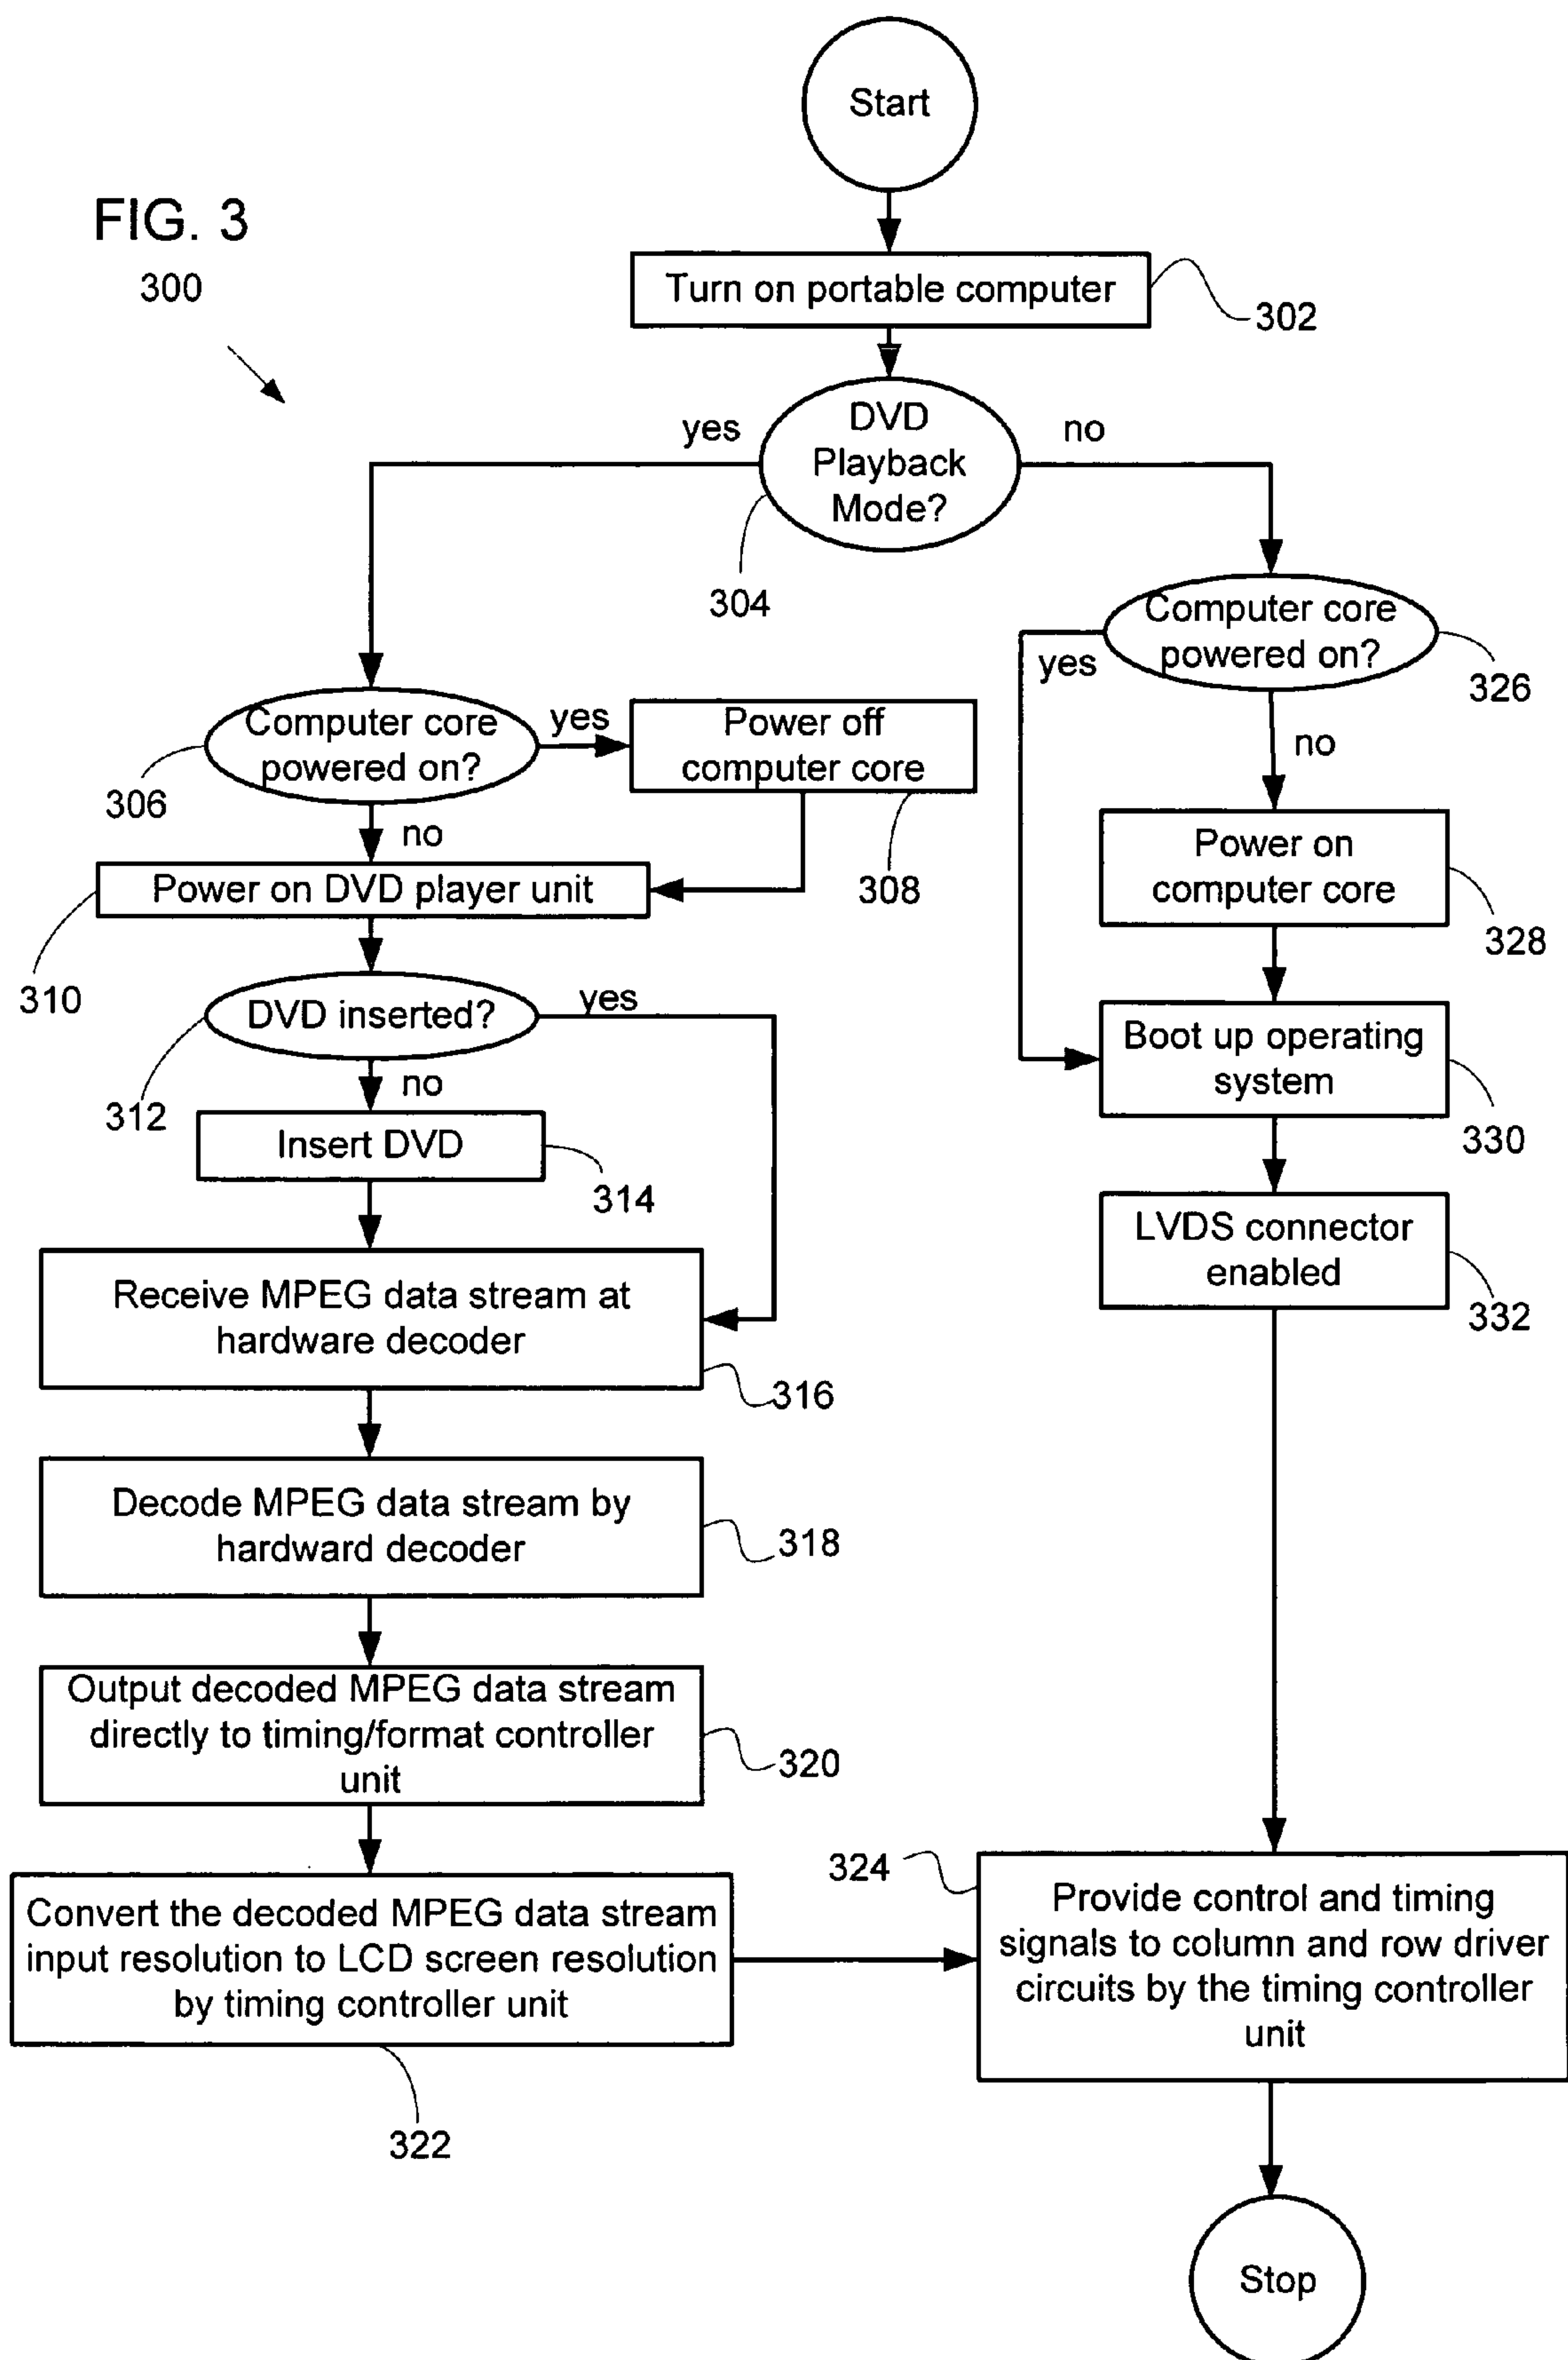 Start
FIG. 3
300
Turn on portable computer
302
yes
DVD
Playback
Mode?
no
304
Computer core
powered on?
yes
326
no
Computer core
powered on?
yes
306
no
Power off
computer core
308
Power on
computer core
328
Power on DVD player unit
310
DVD inserted?
yes
312
no
Boot up operating
system
330
Insert DVD
314
LVDS connector
enabled
332
Receive MPEG data stream at
hardware decoder
316
Decode MPEG data stream by
hardward decoder
318
Output decoded MPEG data stream
directly to timing/format controller
unit
320
Convert the decoded MPEG data stream
input resolution to LCD screen resolution
by timing controller unit
322
324
Provide control and timing
signals to column and row driver
circuits by the timing controller
unit
Stop